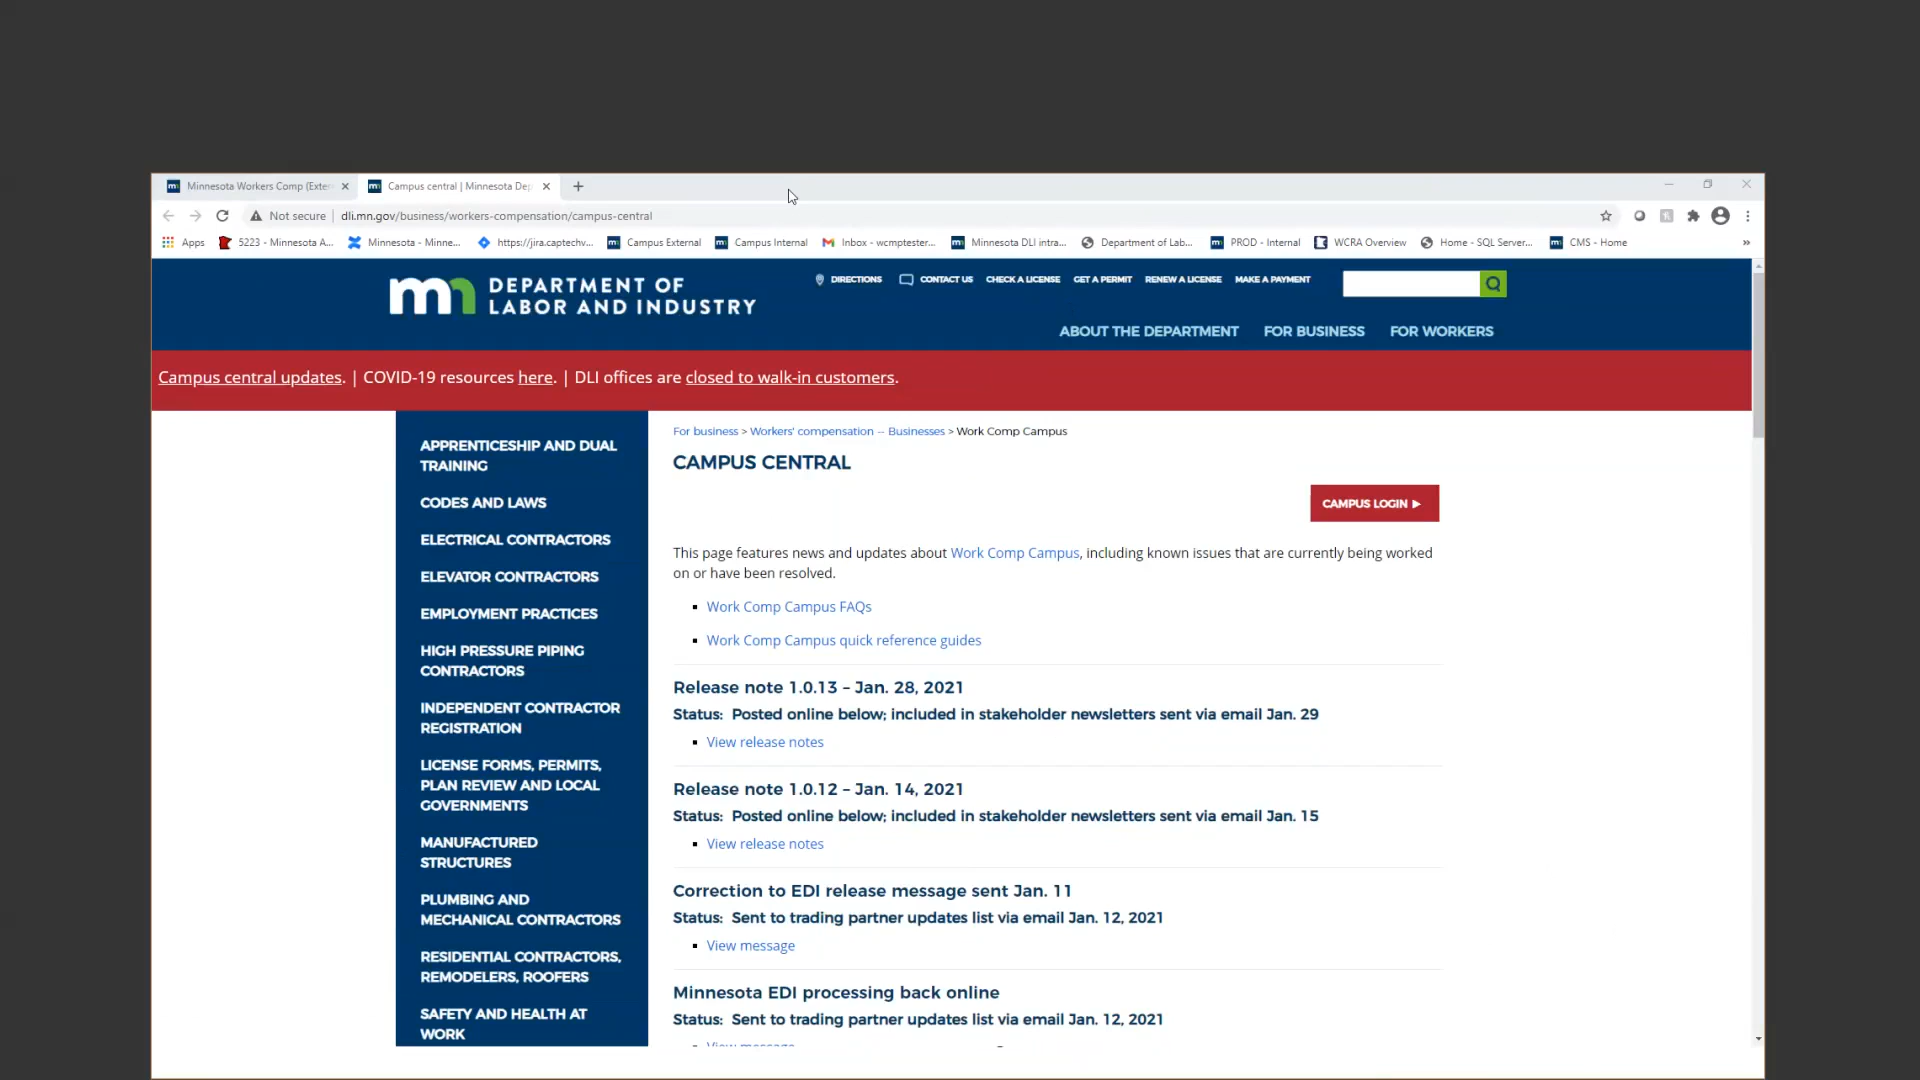 Minnesota Workers Comp (Exter
Campus central | Minnesota Dep
Not secure | dli.mn.gov/business/workers-compensation/campus-central
Apps
5223 - Minnesota A...
Minnesota - Minne...
https://jira.captechv...
Campus External
Campus Internal
Inbox - wcmptester...
Minnesota DLI intra...
Department of Lab...
PROD - Internal
WCRA Overview
Home - SQL Server...
CMS - Home
»
mn DEPARTMENT OF
LABOR AND INDUSTRY
DIRECTIONS
CONTACT US
CHECK A LICENSE
GET A PERMIT
RENEW A LICENSE
MAKE A PAYMENT
ABOUT THE DEPARTMENT
FOR BUSINESS
FOR WORKERS
Campus central updates. | COVID-19 resources here. | DLI offices are closed to walk-in customers.
APPRENTICESHIP AND DUAL
TRAINING
CODES AND LAWS
ELECTRICAL CONTRACTORS
ELEVATOR CONTRACTORS
EMPLOYMENT PRACTICES
HIGH PRESSURE PIPING
CONTRACTORS
INDEPENDENT CONTRACTOR
REGISTRATION
LICENSE FORMS, PERMITS,
PLAN REVIEW AND LOCAL
GOVERNMENTS
MANUFACTURED
STRUCTURES
PLUMBING AND
MECHANICAL CONTRACTORS
RESIDENTIAL CONTRACTORS,
REMODELERS, ROOFERS
SAFETY AND HEALTH AT
WORK
For business > Workers' compensation -- Businesses > Work Comp Campus
CAMPUS CENTRAL
CAMPUS LOGIN ►
This page features news and updates about Work Comp Campus, including known issues that are currently being worked
on or have been resolved.
▪ Work Comp Campus FAQs
▪ Work Comp Campus quick reference guides
Release note 1.0.13 – Jan. 28, 2021
Status: Posted online below; included in stakeholder newsletters sent via email Jan. 29
▪ View release notes
Release note 1.0.12 – Jan. 14, 2021
Status: Posted online below; included in stakeholder newsletters sent via email Jan. 15
▪ View release notes
Correction to EDI release message sent Jan. 11
Status: Sent to trading partner updates list via email Jan. 12, 2021
▪ View message
Minnesota EDI processing back online
Status: Sent to trading partner updates list via email Jan. 12, 2021
▪ View message